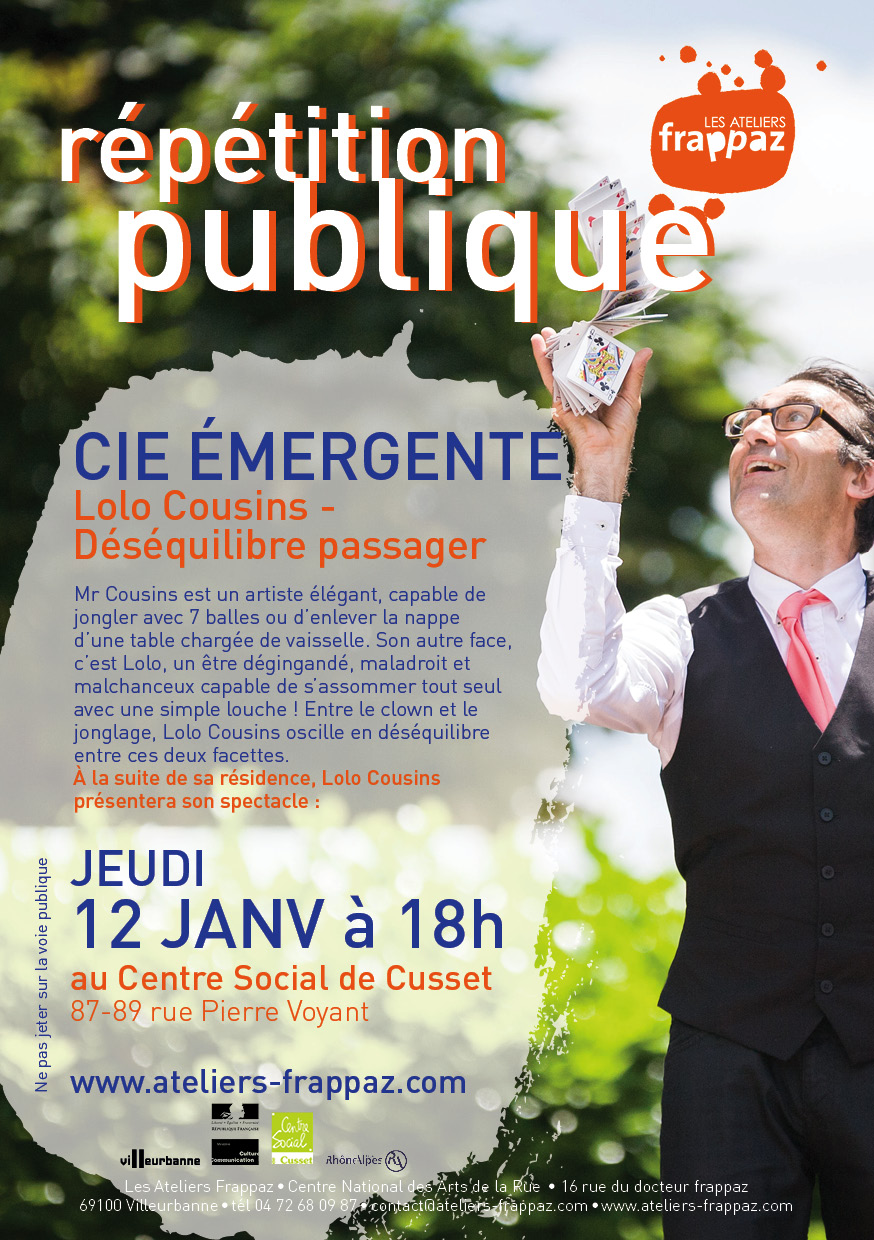 répétition
publique
LES ATELIERS
frappaz
CIE ÉMERGENTE
Lolo Cousins -
Déséquilibre passager
Mr Cousins est un artiste élégant, capable de
jongler avec 7 balles ou d'enlever la nappe
d'une table chargée de vaisselle. Son autre face,
c'est Lolo, un être dégingandé, maladroit et
malchanceux capable de s'assommer tout seul
avec une simple louche ! Entre le clown et le
jonglage, Lolo Cousins oscille en déséquilibre
entre ces deux facettes.
À la suite de sa résidence, Lolo Cousins
présentera son spectacle :
JEUDI
12 JANV à 18h
au Centre Social de Cusset
87-89 rue Pierre Voyant
Ne pas jeter sur la voie publique
www.ateliers-frappaz.com
villeurbanne
Liberté • Égalité • Fraternité
RÉPUBLIQUE FRANÇAISE
Culture
Communication
Centre
Social
Cusset
RhôneAlpes
Les Ateliers Frappaz • Centre National des Arts de la Rue • 16 rue du docteur frappaz
69100 Villeurbanne • tél 04 72 68 09 87 • contact@ateliers-frappaz.com • www.ateliers-frappaz.com